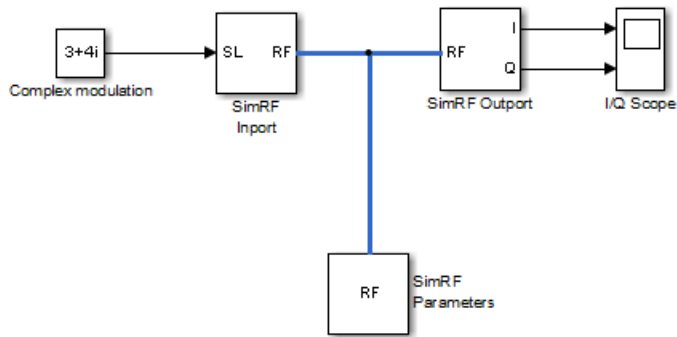 3+4i
Complex modulation
SL RF
SimRF
Inport
RF I
Q
SimRF Outport
I/Q Scope
RF
SimRF
Parameters